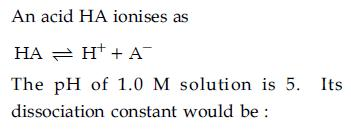 An acid HA ionises as
HA ⇌ H⁺ + A⁻
The pH of 1.0 M solution is 5. Its
dissociation constant would be :